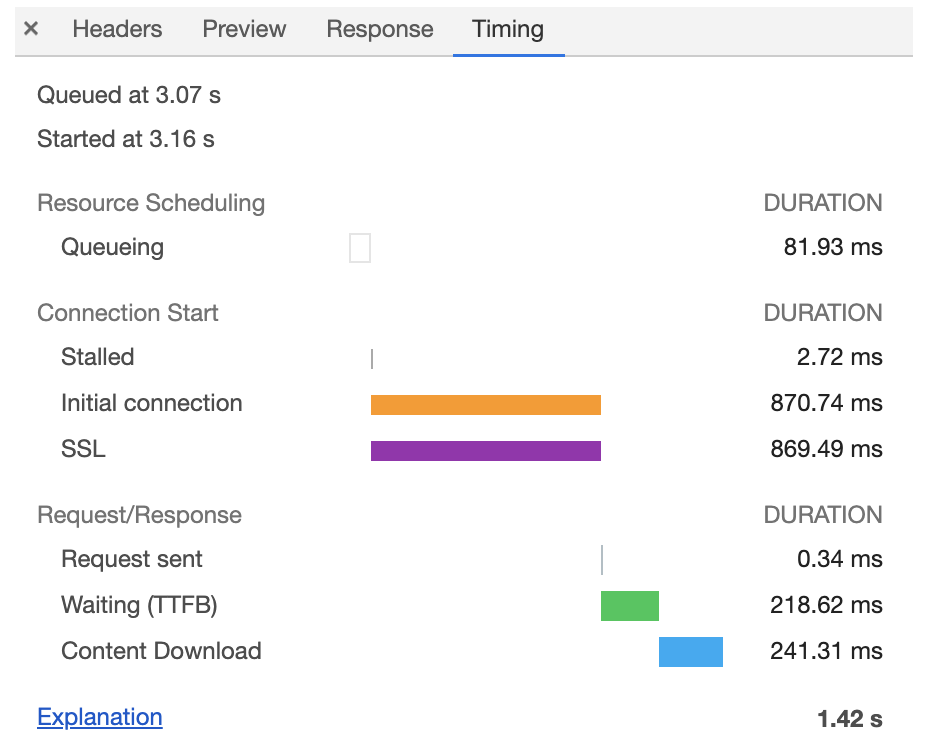 × Headers Preview Response Timing
Queued at 3.07 s
Started at 3.16 s
Resource Scheduling DURATION
Queueing 81.93 ms
Connection Start DURATION
Stalled 2.72 ms
Initial connection 870.74 ms
SSL 869.49 ms
Request/Response DURATION
Request sent 0.34 ms
Waiting (TTFB) 218.62 ms
Content Download 241.31 ms
Explanation 1.42 s